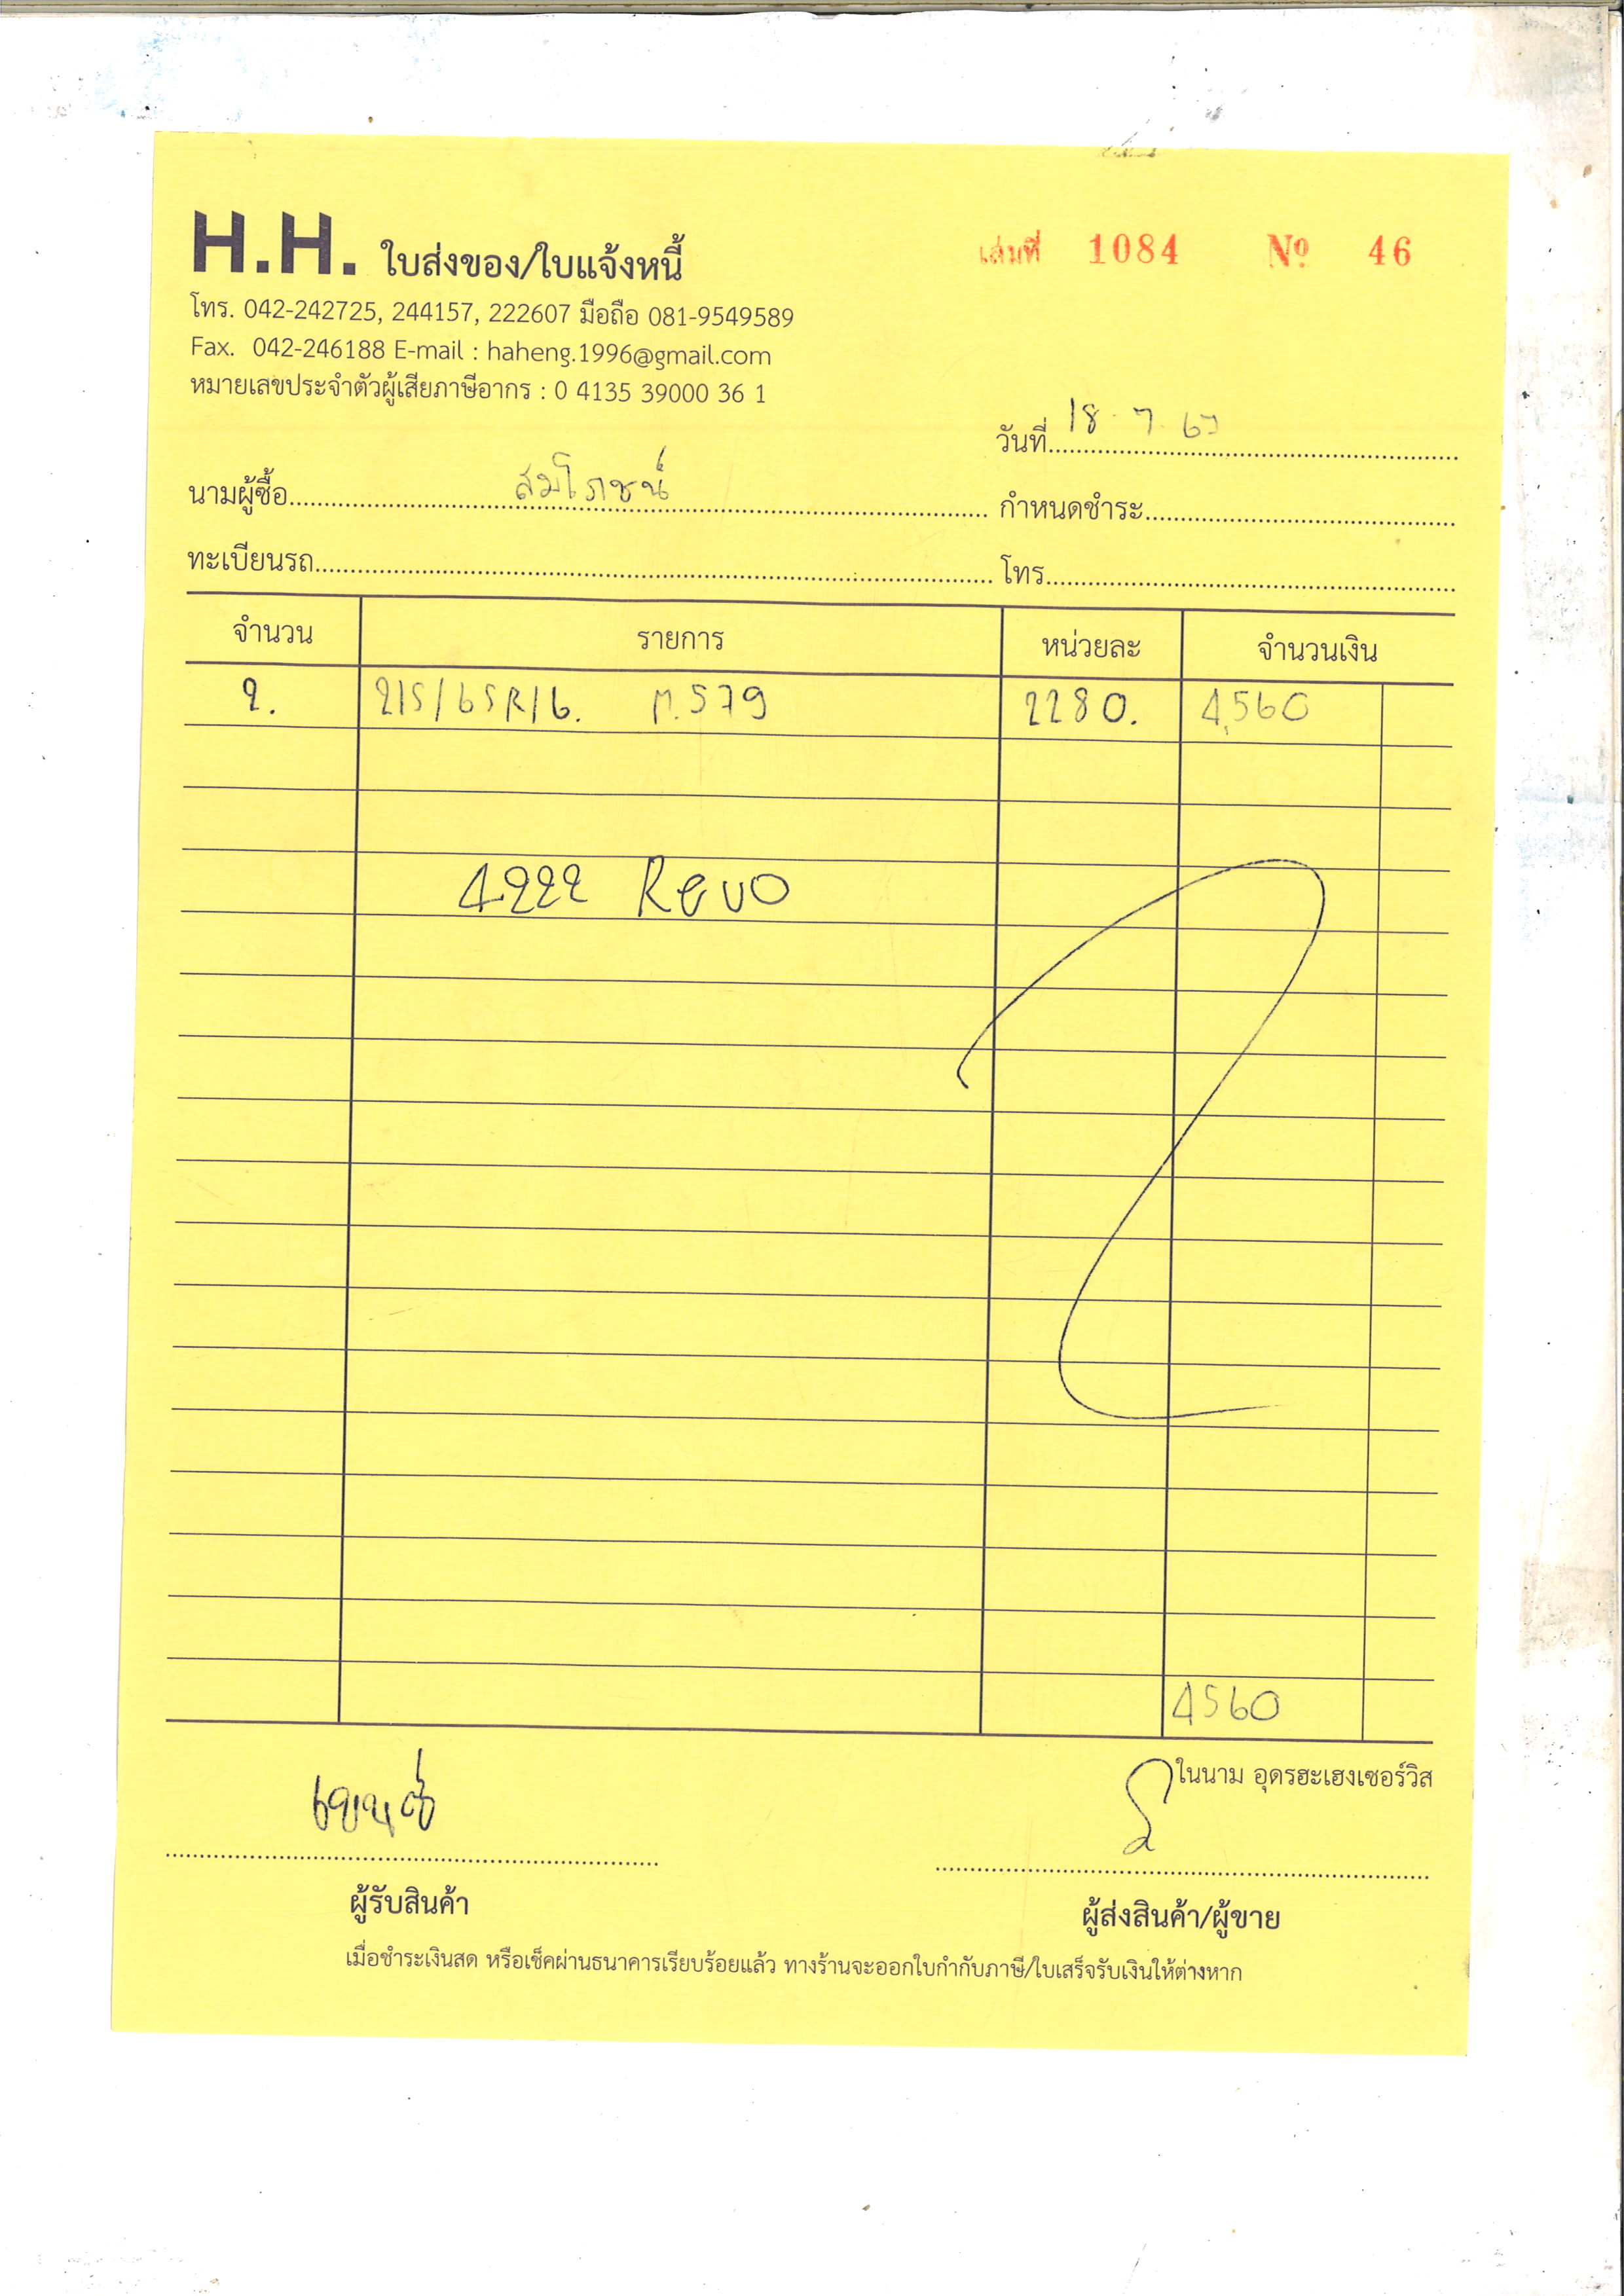 H.H. ใบส่งของ/ใบแจ้งหนี้
เล่มที่ 1084 Nº 46
โทร. 042-242725, 244157, 222607 มือถือ 081-9549589
Fax. 042-246188 E-mail : haheng.1996@gmail.com
หมายเลขประจำตัวผู้เสียภาษีอากร : 0 4135 39000 36 1
วันที่ 18. 7. 67
นามผู้ซื้อ สมโภชน์ กำหนดชำระ
ทะเบียนรถ โทร
จำนวน รายการ หน่วยละ จำนวนเงิน
2. 215/65R16. M.579 2280. 4,560
4222 Revo
4560
ในนาม อุดรฮะเฮงเซอร์วิส
ผู้รับสินค้า ผู้ส่งสินค้า/ผู้ขาย
เมื่อชำระเงินสด หรือเช็คผ่านธนาคารเรียบร้อยแล้ว ทางร้านจะออกใบกำกับภาษี/ใบเสร็จรับเงินให้ต่างหาก